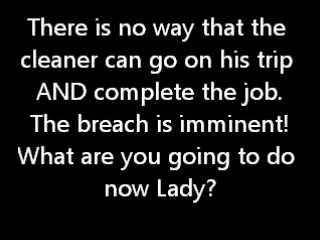 There is no way that the
cleaner can go on his trip
AND complete the job.
The breach is imminent!
What are you going to do
now Lady?